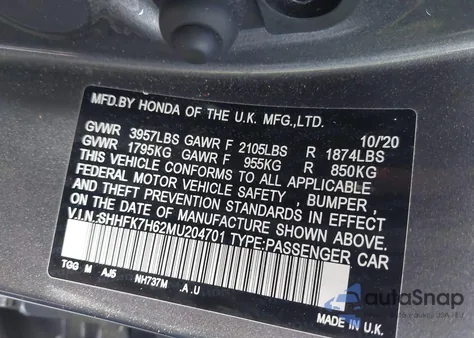 MFD.BY HONDA OF THE U.K. MFG.,LTD.
10/'20
GVWR 3957LBS GAWR F 2105LBS R 1874LBS
GVWR 1795KG GAWR F 955KG R 850KG
THIS VEHICLE CONFORMS TO ALL APPLICABLE
FEDERAL MOTOR VEHICLE SAFETY , BUMPER ,
AND THEFT PREVENTION STANDARDS IN EFFECT
ON THE DATE OF MANUFACTURE SHOWN ABOVE.
V.I.N:SHHFK7H62MU204701 TYPE:PASSENGER CAR
TGG M AJ5 NH737M .A.U
MADE IN U.K.
autoSnap